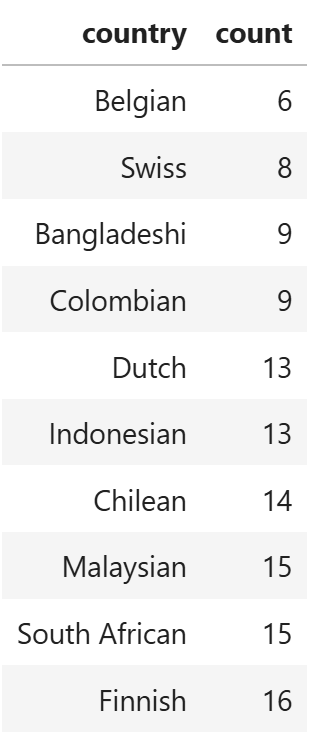 country count
Belgian 6
Swiss 8
Bangladeshi 9
Colombian 9
Dutch 13
Indonesian 13
Chilean 14
Malaysian 15
South African 15
Finnish 16